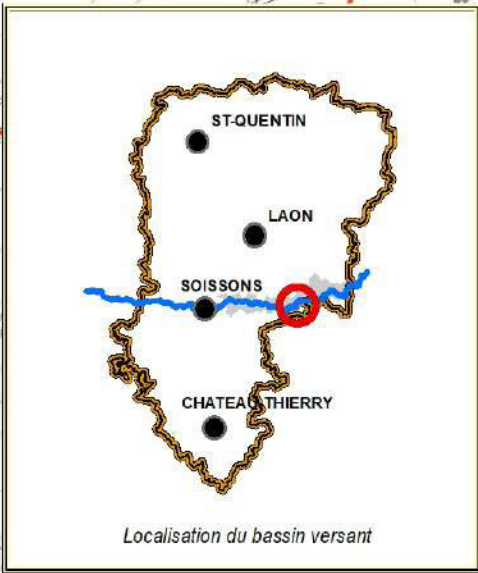 ST-QUENTIN
LAON
SOISSONS
CHATEAU THIERRY
Localisation du bassin versant